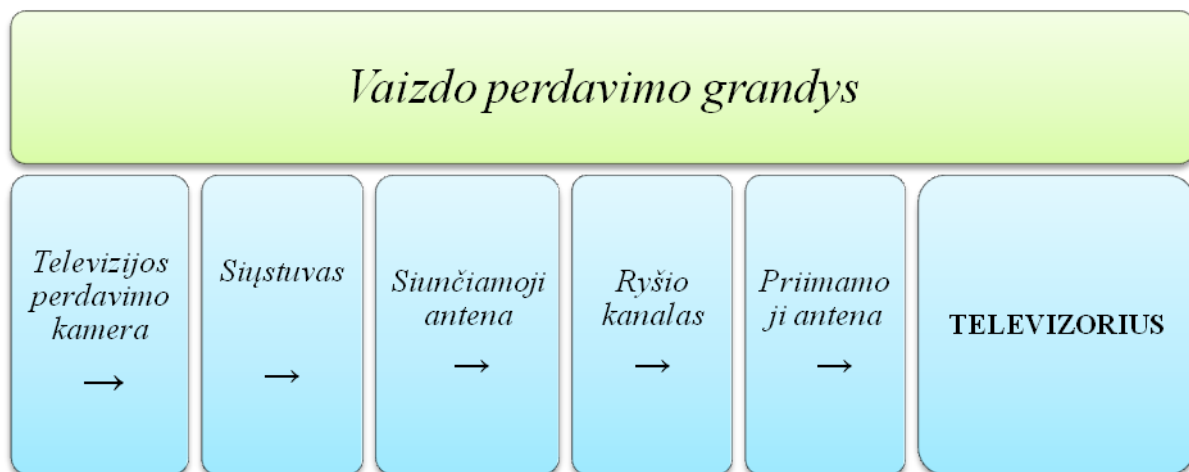 Vaizdo perdavimo grandys
Televizijos
perdavimo
kamera
→
Siųstuvas
→
Siunčiamoji
antena
→
Ryšio
kanalas
→
Priimamo
ji antena
→
TELEVIZORIUS